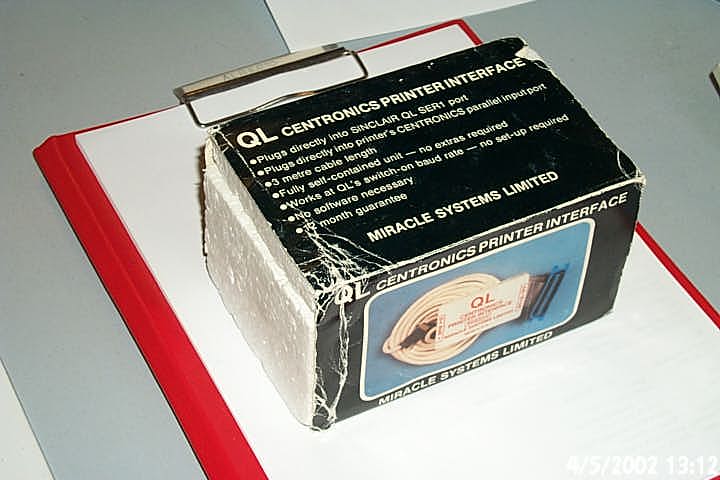 QL CENTRONICS PRINTER INTERFACE
●Plugs directly into SINCLAIR QL SER1 port
●Plugs directly into printer's CENTRONICS parallel input port
●3 metre cable length
●Fully self-contained unit — no extras required
●Works at QL's switch-on baud rate — no set-up required
●No software necessary
●12 month guarantee
MIRACLE SYSTEMS LIMITED
QL CENTRONICS PRINTER INTERFACE
QL
CENTRONICS
PRINTER INTERFACE
MIRACLE SYSTEMS LIMITED
4/5/2002 13:12